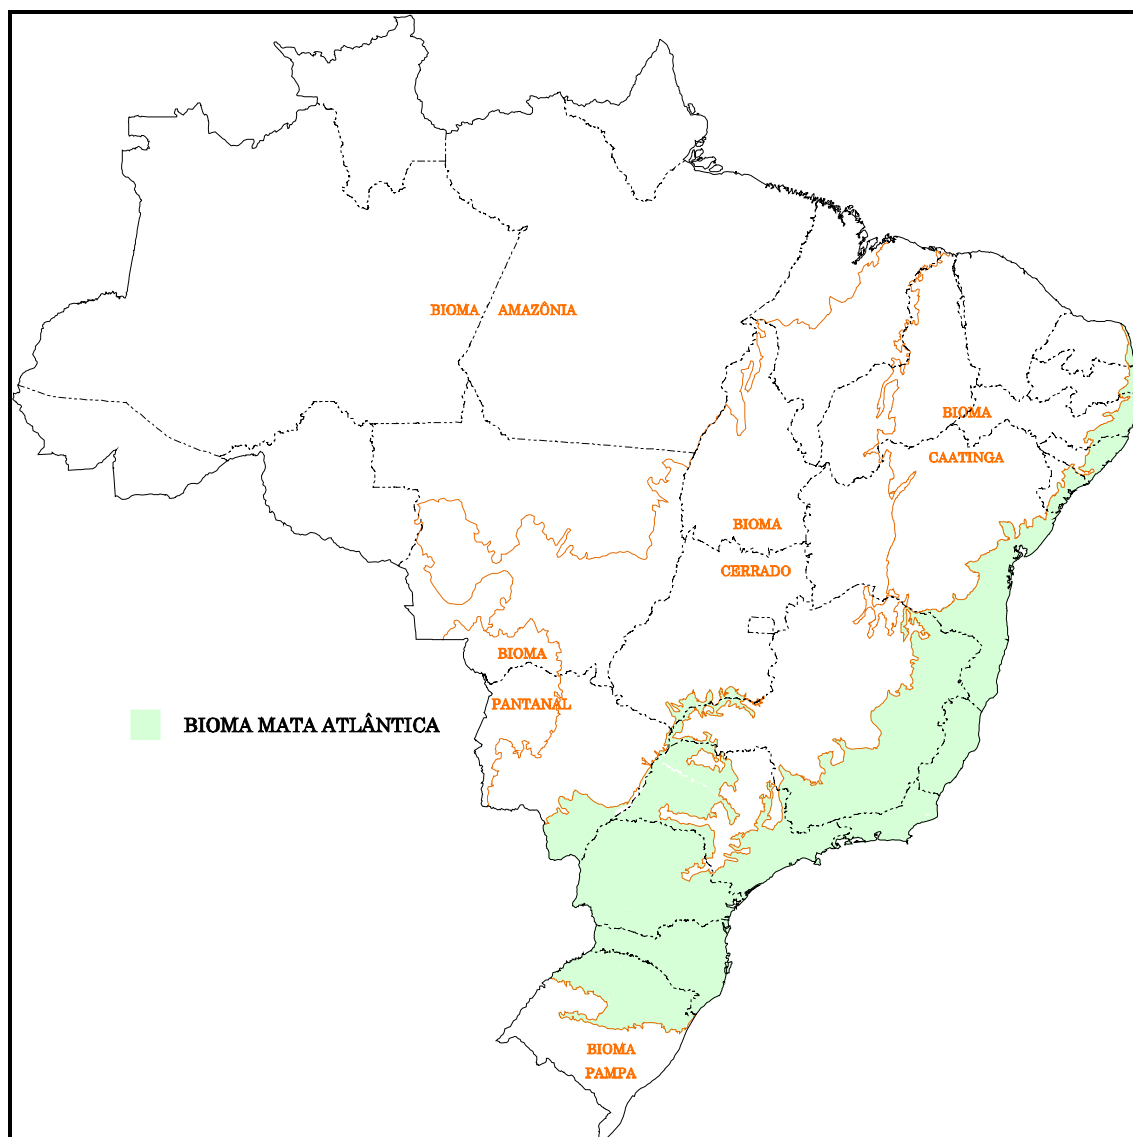 BIOMA AMAZÔNIA
BIOMA
CAATINGA
BIOMA
CERRADO
BIOMA
PANTANAL
BIOMA MATA ATLÂNTICA
BIOMA
PAMPA